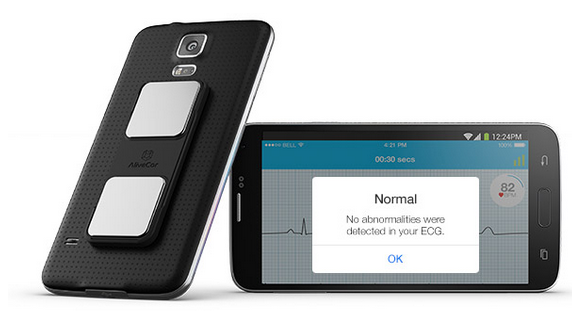 AliveCor
12:24PM
BELL 4:21 PM 100%
00:30 secs
82
BPM
Normal
No abnormalities were
detected in your ECG.
OK